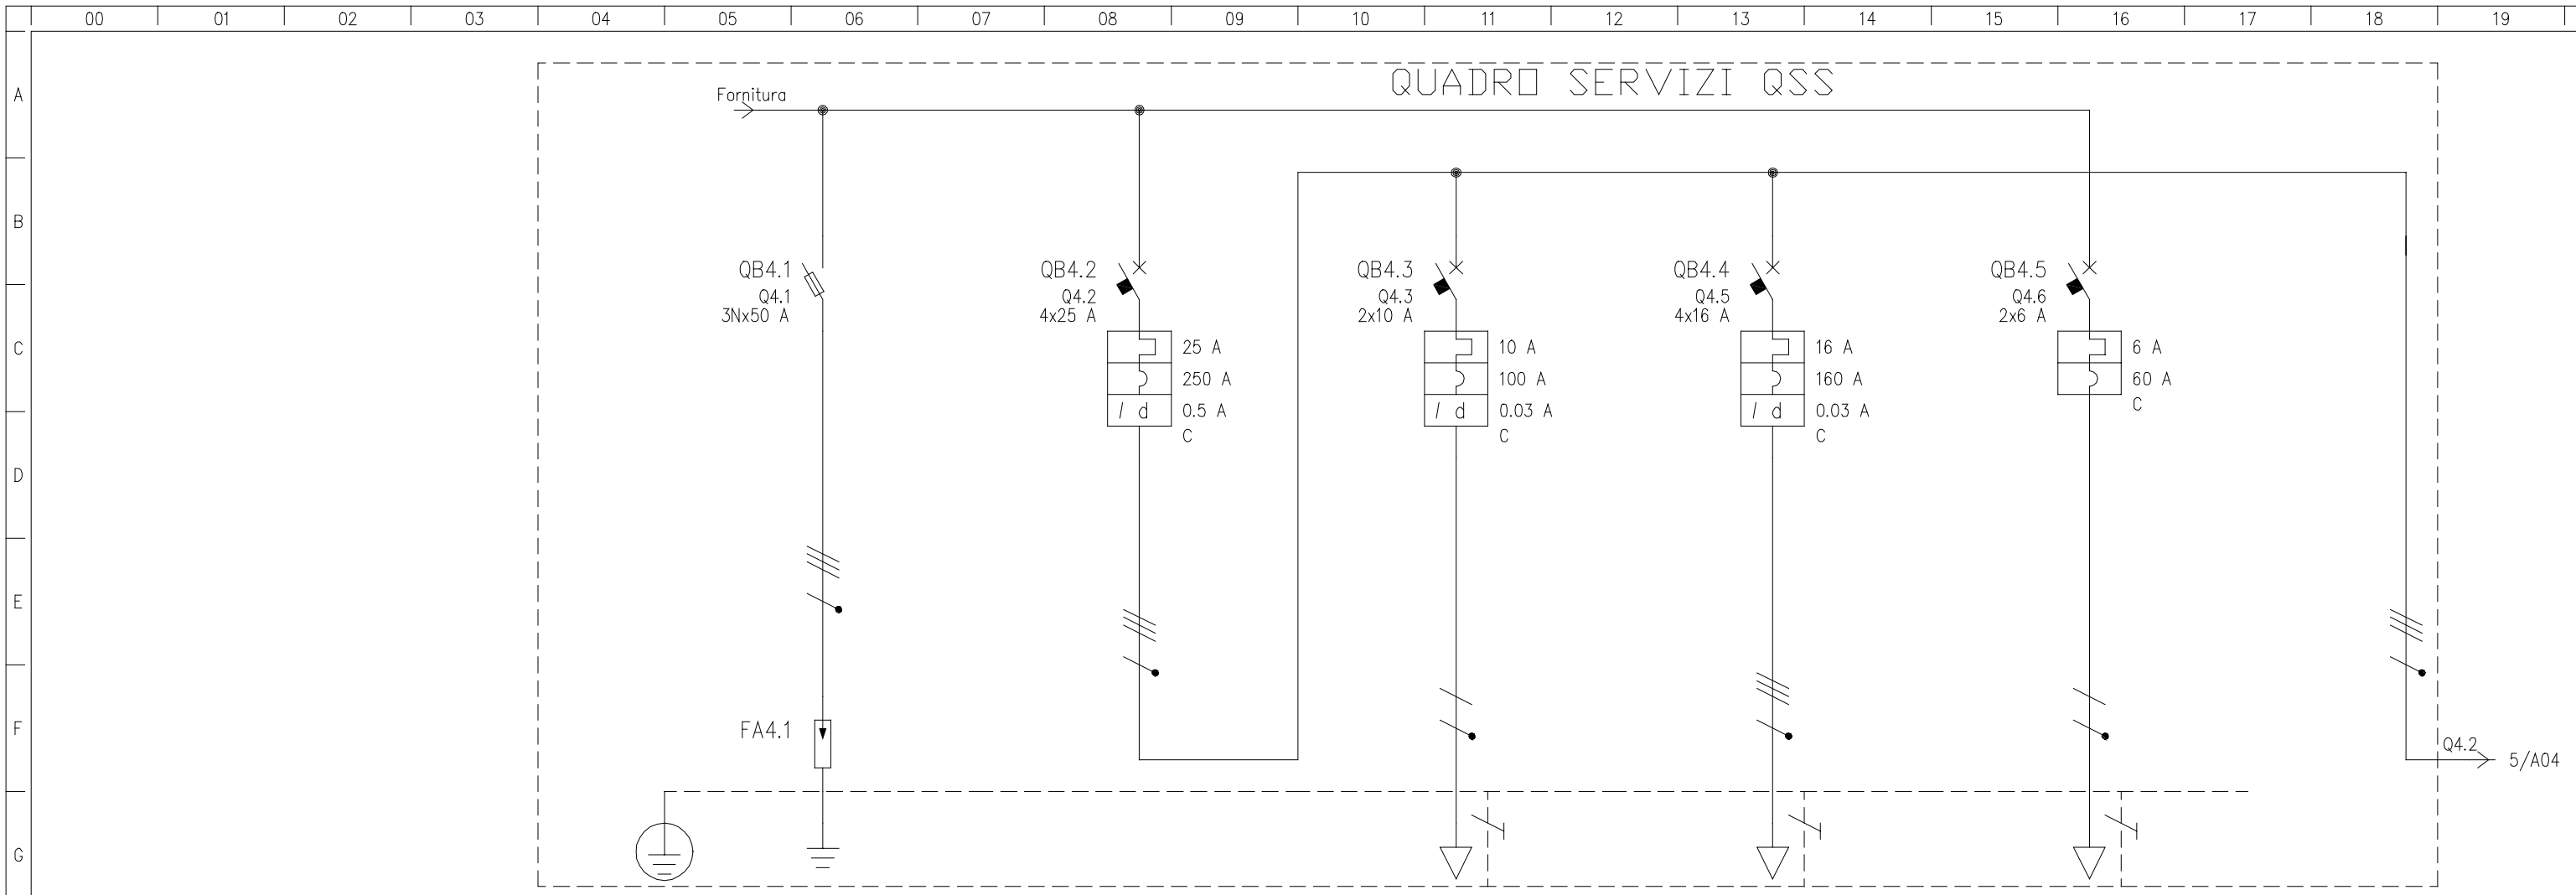 00 01 02 03 04 05 06 07 08 09 10 11 12 13 14 15 16 17 18 19
A
QUADRO SERVIZI QSS
Fornitura
B
QB4.1
Q4.1
3Nx50 A
QB4.2
Q4.2
4x25 A
25 A
250 A
/ d 0.5 A
C
QB4.3
Q4.3
2x10 A
10 A
100 A
/ d 0.03 A
C
QB4.4
Q4.5
4x16 A
16 A
160 A
/ d 0.03 A
C
QB4.5
Q4.6
2x6 A
6 A
60 A
C
C
D
E
F
FA4.1
Q4.2
5/A04
G